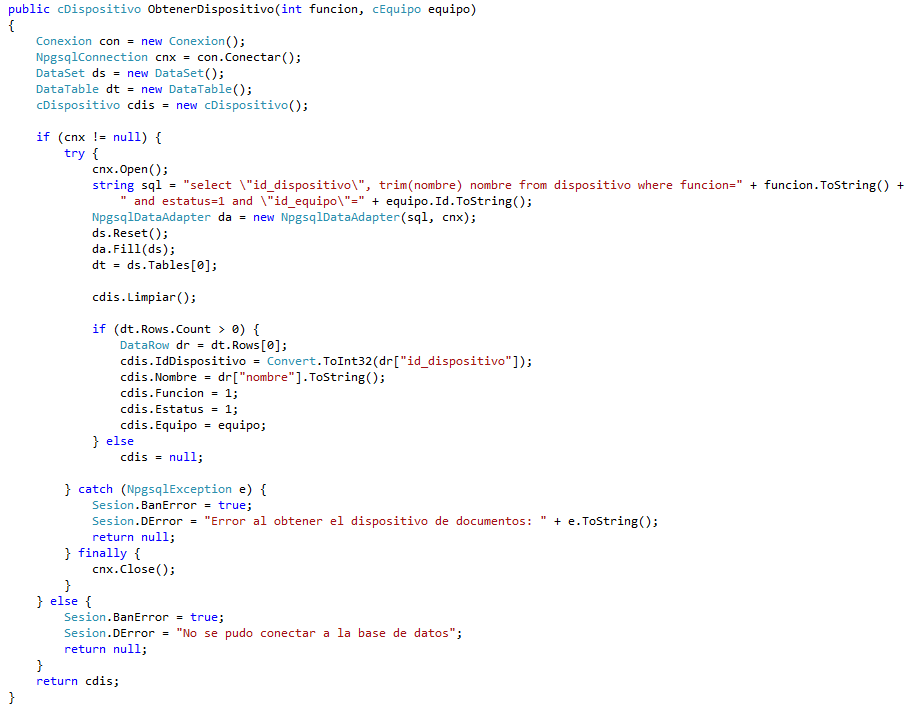 public cDispositivo ObtenerDispositivo(int funcion, cEquipo equipo)
{
    Conexion con = new Conexion();
    NpgsqlConnection cnx = con.Conectar();
    DataSet ds = new DataSet();
    DataTable dt = new DataTable();
    cDispositivo cdis = new cDispositivo();

    if (cnx != null) {
        try {
            cnx.Open();
            string sql = "select \"id_dispositivo\", trim(nombre) nombre from dispositivo where funcion=" + funcion.ToString() +
                " and estatus=1 and \"id_equipo\"=" + equipo.Id.ToString();
            NpgsqlDataAdapter da = new NpgsqlDataAdapter(sql, cnx);
            ds.Reset();
            da.Fill(ds);
            dt = ds.Tables[0];

            cdis.Limpiar();

            if (dt.Rows.Count > 0) {
                DataRow dr = dt.Rows[0];
                cdis.IdDispositivo = Convert.ToInt32(dr["id_dispositivo"]);
                cdis.Nombre = dr["nombre"].ToString();
                cdis.Funcion = 1;
                cdis.Estatus = 1;
                cdis.Equipo = equipo;
            } else
                cdis = null;

        } catch (NpgsqlException e) {
            Sesion.BanError = true;
            Sesion.DError = "Error al obtener el dispositivo de documentos: " + e.ToString();
            return null;
        } finally {
            cnx.Close();
        }
    } else {
        Sesion.BanError = true;
        Sesion.DError = "No se pudo conectar a la base de datos";
        return null;
    }
    return cdis;
}